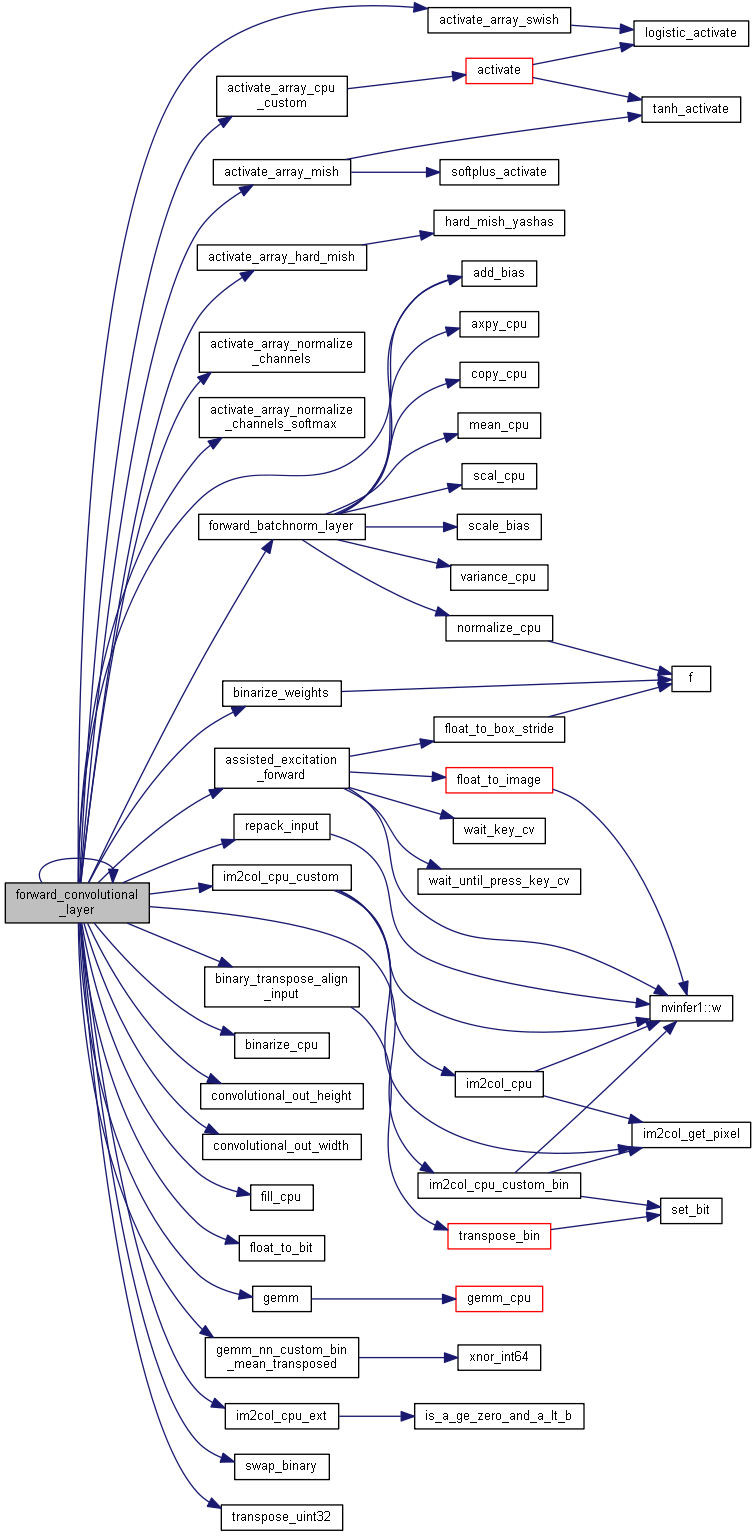 activate_array_swish
logistic_activate
activate
activate_array_cpu
_custom
tanh_activate
activate_array_mish
softplus_activate
hard_mish_yashas
activate_array_hard_mish
add_bias
axpy_cpu
activate_array_normalize
_channels
copy_cpu
activate_array_normalize
_channels_softmax
mean_cpu
scal_cpu
forward_batchnorm_layer
scale_bias
variance_cpu
normalize_cpu
f
binarize_weights
float_to_box_stride
assisted_excitation
_forward
float_to_image
repack_input
wait_key_cv
im2col_cpu_custom
wait_until_press_key_cv
forward_convolutional
_layer
binary_transpose_align
_input
nvinfer1::w
binarize_cpu
im2col_cpu
convolutional_out_height
im2col_get_pixel
convolutional_out_width
im2col_cpu_custom_bin
fill_cpu
set_bit
transpose_bin
float_to_bit
gemm
gemm_cpu
gemm_nn_custom_bin
_mean_transposed
xnor_int64
im2col_cpu_ext
is_a_ge_zero_and_a_lt_b
swap_binary
transpose_uint32